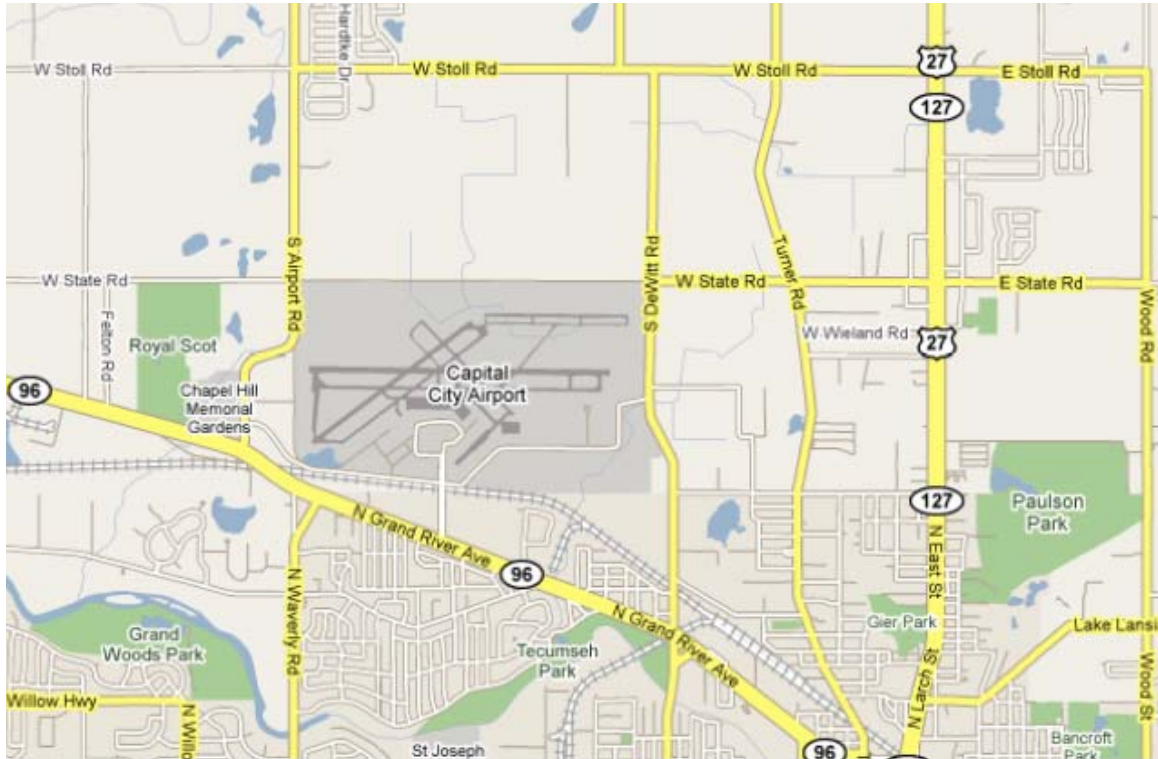 Hardtke Dr
W Stoll Rd
W Stoll Rd
W Stoll Rd
27
E Stoll Rd
127
S Airport Rd
S DeWitt Rd
Turner Rd
W State Rd
W State Rd
E State Rd
Felton Rd
Royal Scot
W Wieland Rd
27
Wood Rd
96
Chapel Hill
Memorial
Gardens
Capital
City Airport
127
Paulson
Park
N Grand River Ave
N East St
96
N Waverly Rd
N Grand River Ave
Gier Park
Lake Lansi
Grand
Woods Park
Tecumseh
Park
Wood St
Willow Hwy
N Willo
N Larch St
St Joseph
96
Bancroft
Park